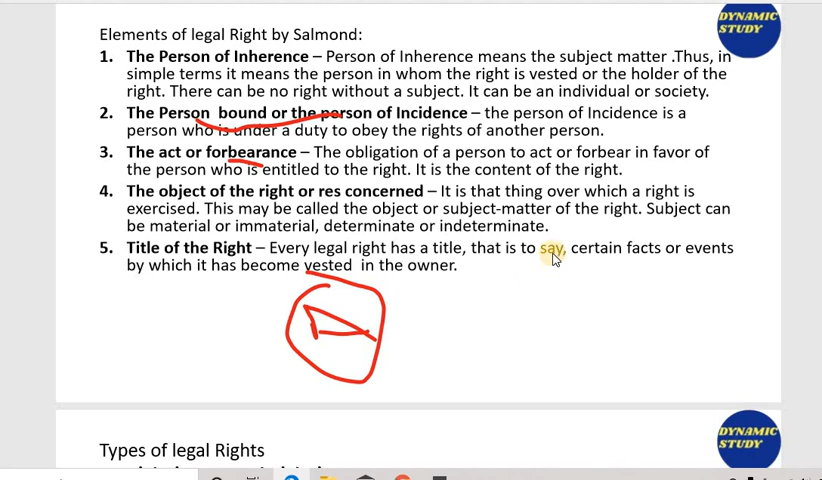 DYNAMIC
STUDY
Elements of legal Right by Salmond:
1. The Person of Inherence – Person of Inherence means the subject matter .Thus, in
simple terms it means the person in whom the right is vested or the holder of the
right. There can be no right without a subject. It can be an individual or society.
2. The Person bound or the person of Incidence – the person of Incidence is a
person who is under a duty to obey the rights of another person.
3. The act or forbearance – The obligation of a person to act or forbear in favor of
the person who is entitled to the right. It is the content of the right.
4. The object of the right or res concerned – It is that thing over which a right is
exercised. This may be called the object or subject-matter of the right. Subject can
be material or immaterial, determinate or indeterminate.
5. Title of the Right – Every legal right has a title, that is to say, certain facts or events
by which it has become vested in the owner.
DYNAMIC
STUDY
Types of legal Rights